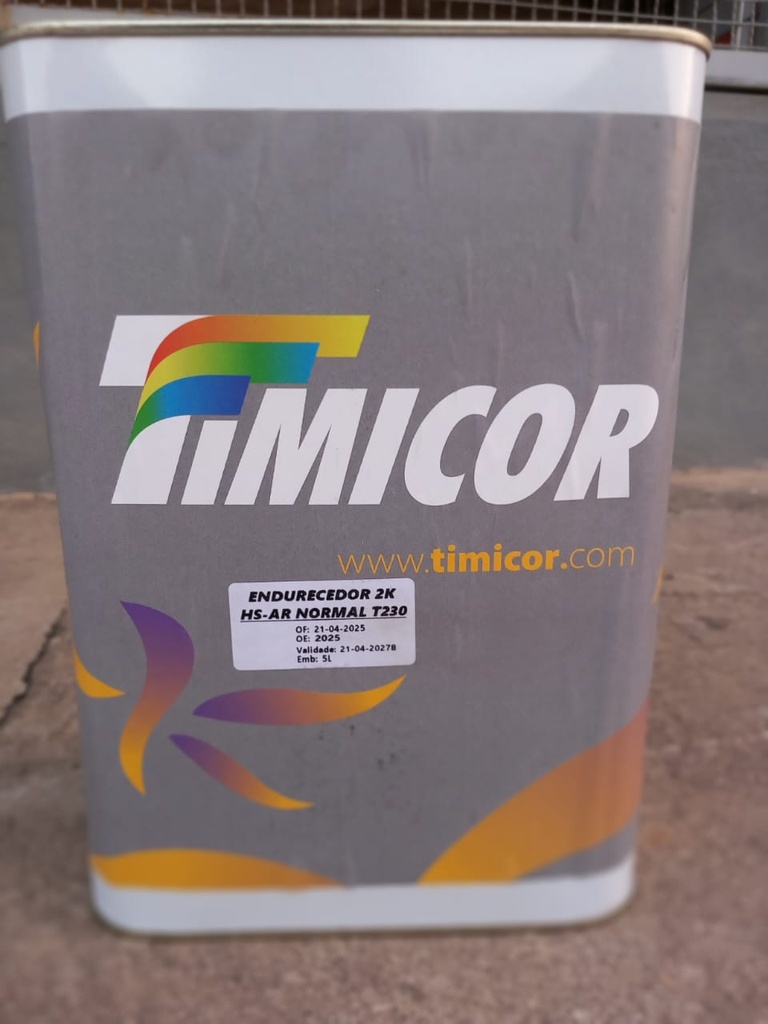 TIMICOR
www.timicor.com
ENDURECEDOR 2K
HS-AR NORMAL T230
OF: 21-04-2025
OE: 2025
Validade: 21-04-2027B
Emb: 5L